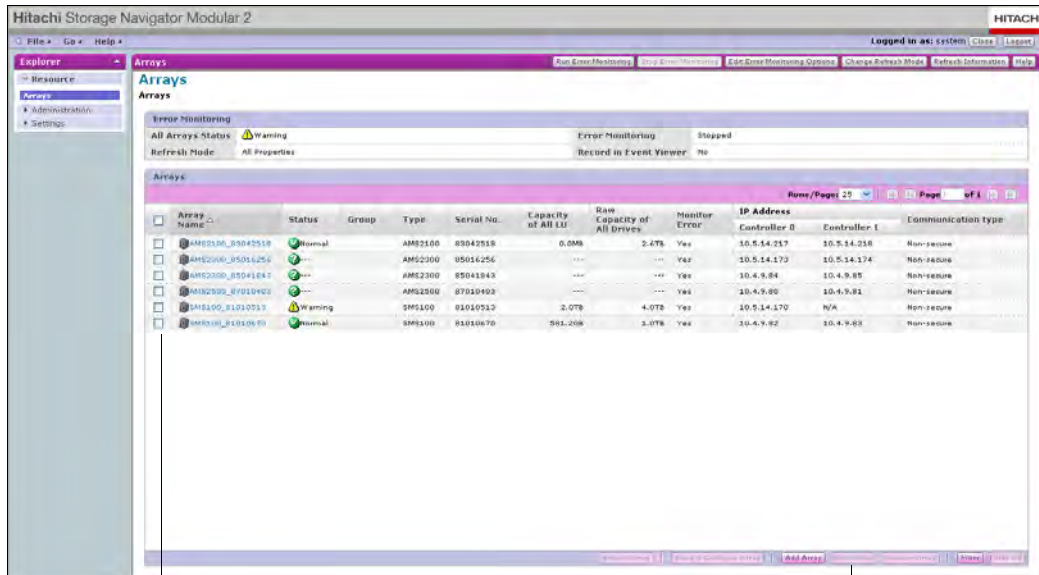 Hitachi Storage Navigator Modular 2
HITACH
File Go Help
Logged in as: system Close Logout
Explorer
Arrays
Run Error Monitoring Stop Error Monitoring Edit Error Monitoring Options Change Refresh Mode Refresh Information Help
Resource
Arrays
Administration
Settings
Arrays
Arrays
Error Monitoring
All Arrays Status Warning Error Monitoring Stopped
Refresh Mode All Properties Record in Event Viewer No
Arrays
Rows/Page: 25 Page of 1
Array Name Status Group Type Serial No. Capacity of All LU Raw Capacity of All Drives Monitor Error IP Address Controller 0 Controller 1 Communication type
AMS2100_83042518 Normal AMS2100 83042518 0.0MB 2.6TB Yes 10.5.14.217 10.5.14.218 Non-secure
AMS2300_85016256 --- AMS2300 85016256 --- --- Yes 10.5.14.173 10.5.14.174 Non-secure
--- AMS2300 85041843 --- --- Yes 10.4.9.84 10.4.9.85 Non-secure
--- AMS2500 87010403 --- --- Yes 10.4.9.80 10.4.9.81 Non-secure
SMS100_81010513 Warning SMS100 81010513 2.0TB 4.0TB Yes 10.5.14.170 N/A Non-secure
SMS100_81010670 Normal SMS100 81010670 Yes 10.4.9.82 10.4.9.83 Non-secure
Add Array
Filter